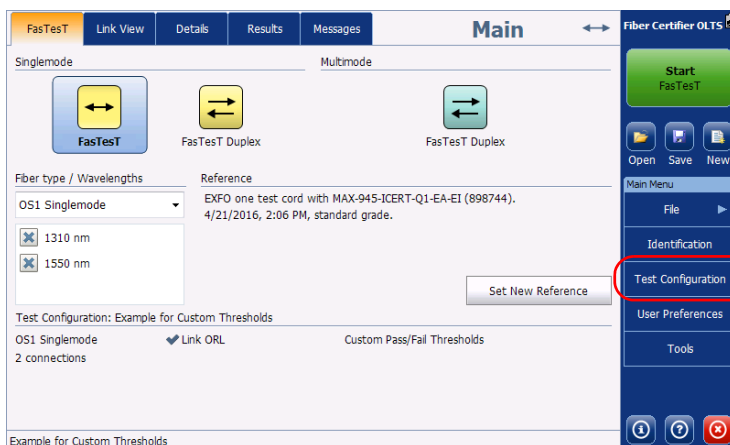 FasTesT Link View Details Results Messages Main Fiber Certifier OLTS
Singlemode Multimode
Start
FasTesT
FasTesT FasTesT Duplex FasTesT Duplex
Open Save New
Fiber type / Wavelengths Reference
Main Menu
OS1 Singlemode
EXFO one test cord with MAX-945-ICERT-Q1-EA-EI (898744).
4/21/2016, 2:06 PM, standard grade.
File
1310 nm
1550 nm
Identification
Set New Reference
Test Configuration
Test Configuration: Example for Custom Thresholds
User Preferences
OS1 Singlemode Link ORL Custom Pass/Fail Thresholds
2 connections
Tools
Example for Custom Thresholds